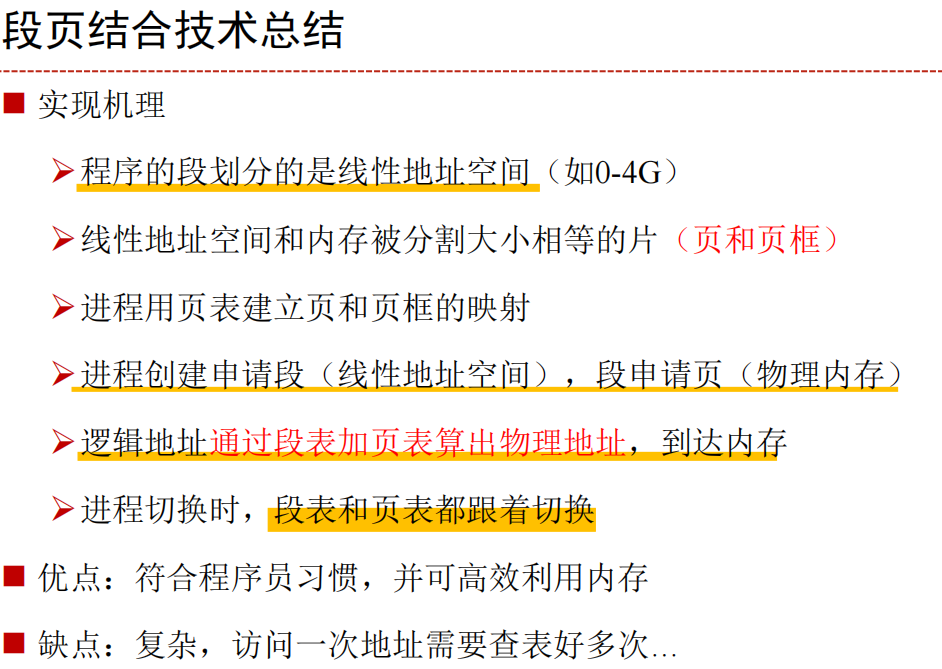 段页结合技术总结
实现机理
程序的段划分的是线性地址空间（如0-4G）
线性地址空间和内存被分割大小相等的片（页和页框）
进程用页表建立页和页框的映射
进程创建申请段（线性地址空间），段申请页（物理内存）
逻辑地址通过段表加页表算出物理地址，到达内存
进程切换时，段表和页表都跟着切换
优点：符合程序员习惯，并可高效利用内存
缺点：复杂，访问一次地址需要查表好多次…